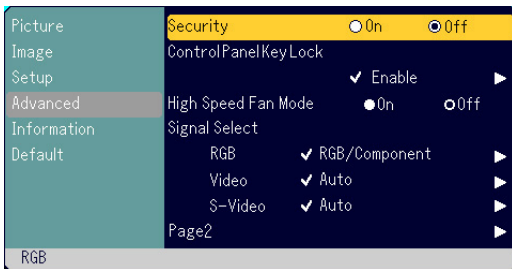 Picture
Image
Setup
Advanced
Information
Default
Security On Off
ControlPanelKeyLock
Enable
High Speed Fan Mode On Off
Signal Select
RGB RGB/Component
Video Auto
S-Video Auto
Page2
RGB